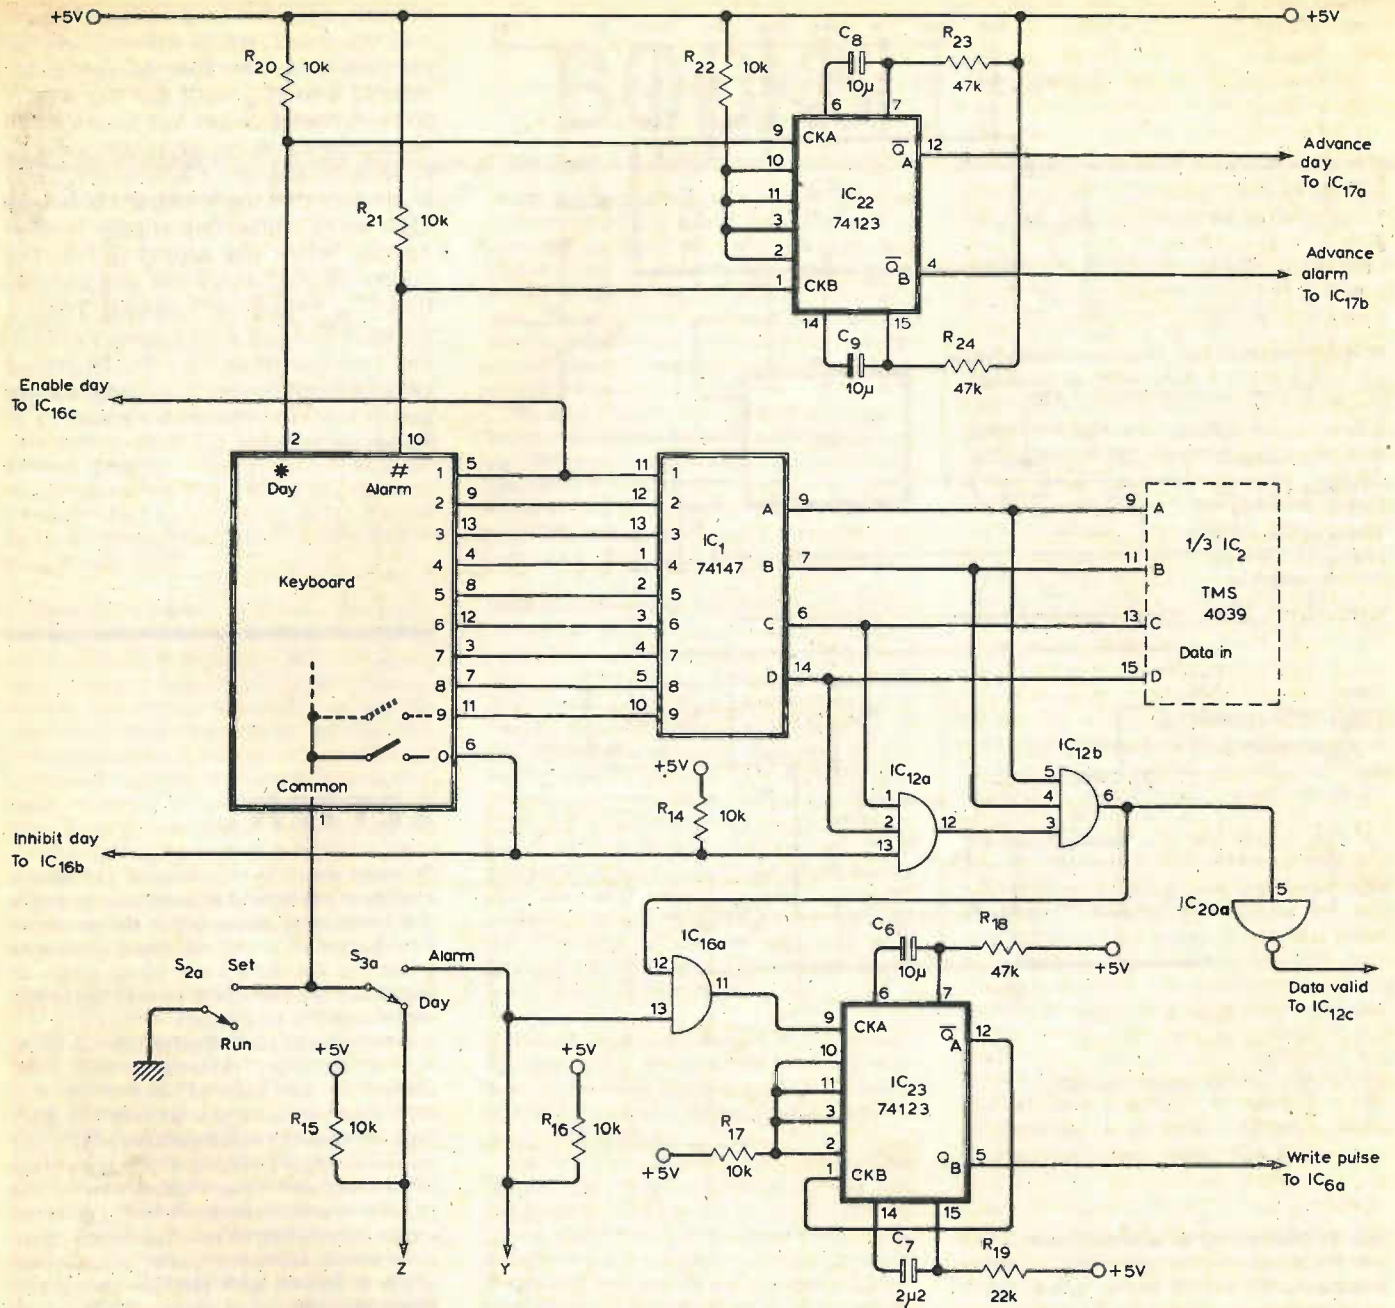 +5V
+5V
R20 10k
R21 10k
R22 10k
C8
10µ
R23
47k
6 7
9 CKA
10
11
3
2
1 CKB
IC22
74123
Q̅A 12
Q̅B 4
14 15
C9
10µ
R24
47k
Advance
day
To IC17a
Advance
alarm
To IC17b
Enable day
To IC16c
2 10
* #
Day Alarm
Keyboard
Common
1
1 5
2 9
3 13
4 4
5 8
6 12
7 3
8 7
9 11
0 6
11 1
12 2
13 3
1 4
2 5
3 6
4 7
5 8
10 9
IC1
74147
A 9
B 7
C 6
D 14
9 A
11 B
13 C
15 D
1/3 IC2
TMS
4039
Data in
+5V
R14 10k
IC12a
1
2
13
12
IC12b
5
4
3
6
Inhibit day
To IC16b
IC20a
5
Data valid
To IC12c
IC16a
12
13
11
S2a Set
Run
S3a
Alarm
Day
+5V
R15 10k
Z
+5V
R16 10k
Y
C6
10µ
R18
47k
+5V
6 7
9 CKA
10
11
3
2
1 CKB
IC23
74123
Q̅A 12
QB 5
14 15
+5V
R17
10k
C7
2µ2
R19
22k
+5V
Write pulse
To IC6a